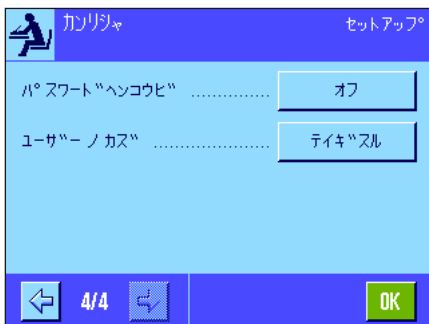 カンリシャ セットアップ
パスワードヘンコウビ ............... オフ
ユーザー ノ カズ ...................... テイギスル
4/4 OK